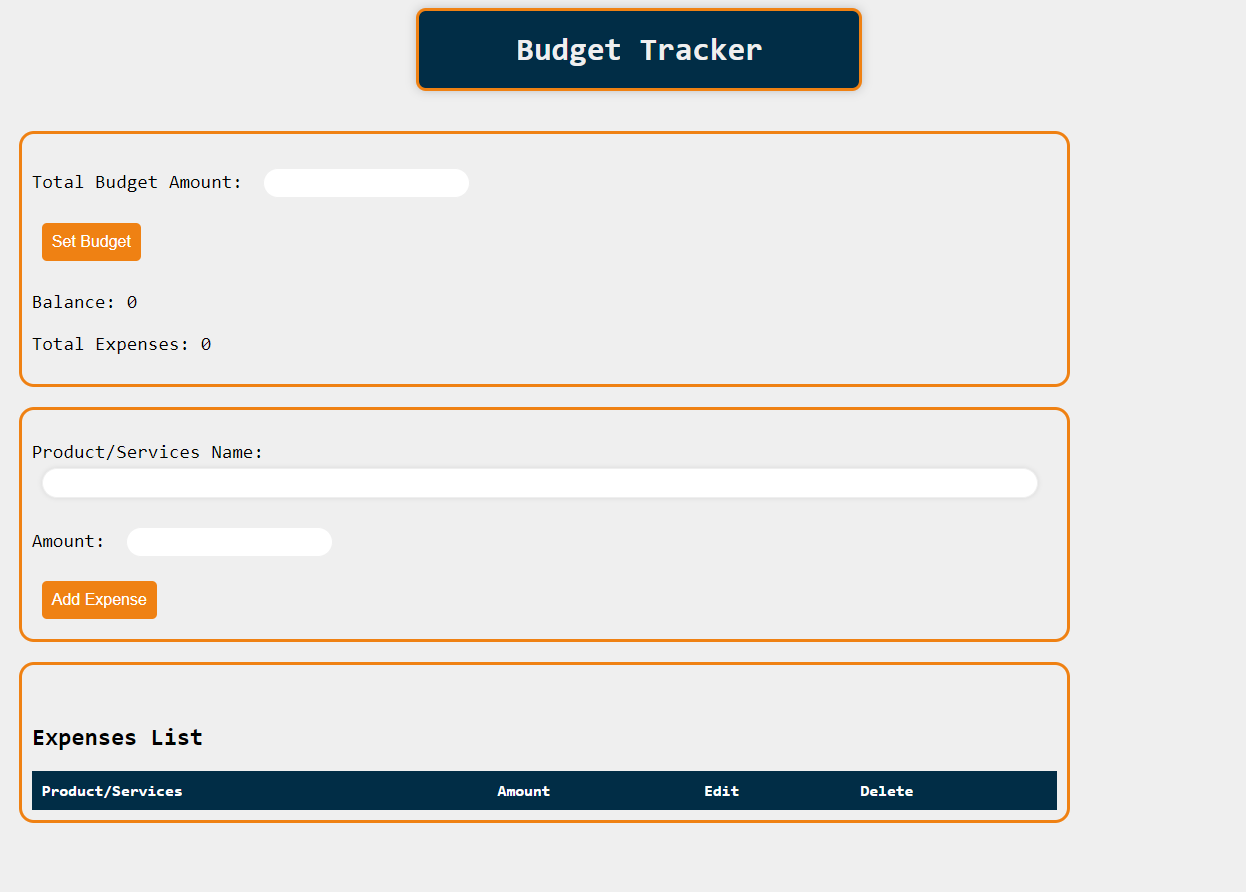 Budget Tracker
Total Budget Amount:
Set Budget
Balance: 0
Total Expenses: 0
Product/Services Name:
Amount:
Add Expense
Expenses List
Product/Services Amount Edit Delete